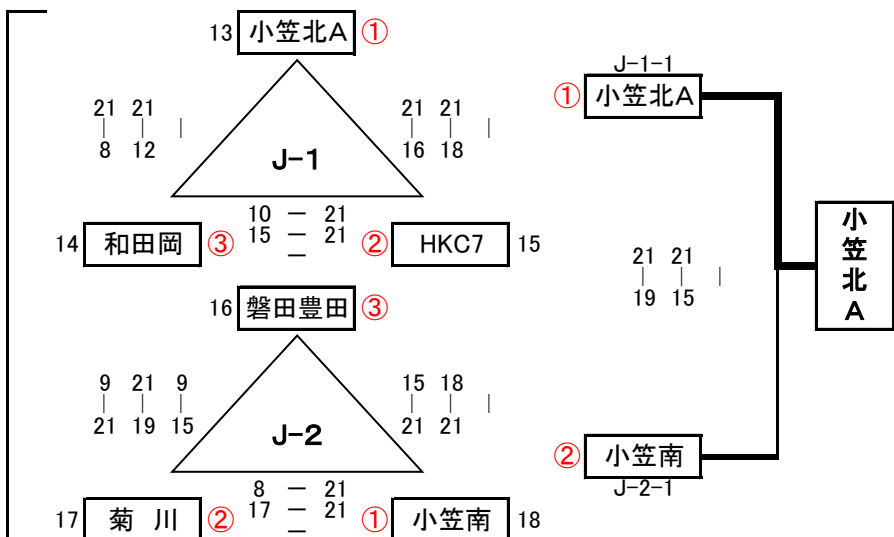 13 小笠北A ①
21 21
| | |
8 12
21 21
| | |
16 18
J-1
10 — 21
15 — 21
—
14 和田岡 ③
② HKC7 15
16 磐田豊田 ③
9 21 9
| | |
21 19 15
15 18
| | |
21 21
J-2
8 — 21
17 — 21
—
17 菊 川 ②
① 小笠南 18
J-1-1
① 小笠北A
21 21
| | |
19 15
② 小笠南
J-2-1
小笠北A